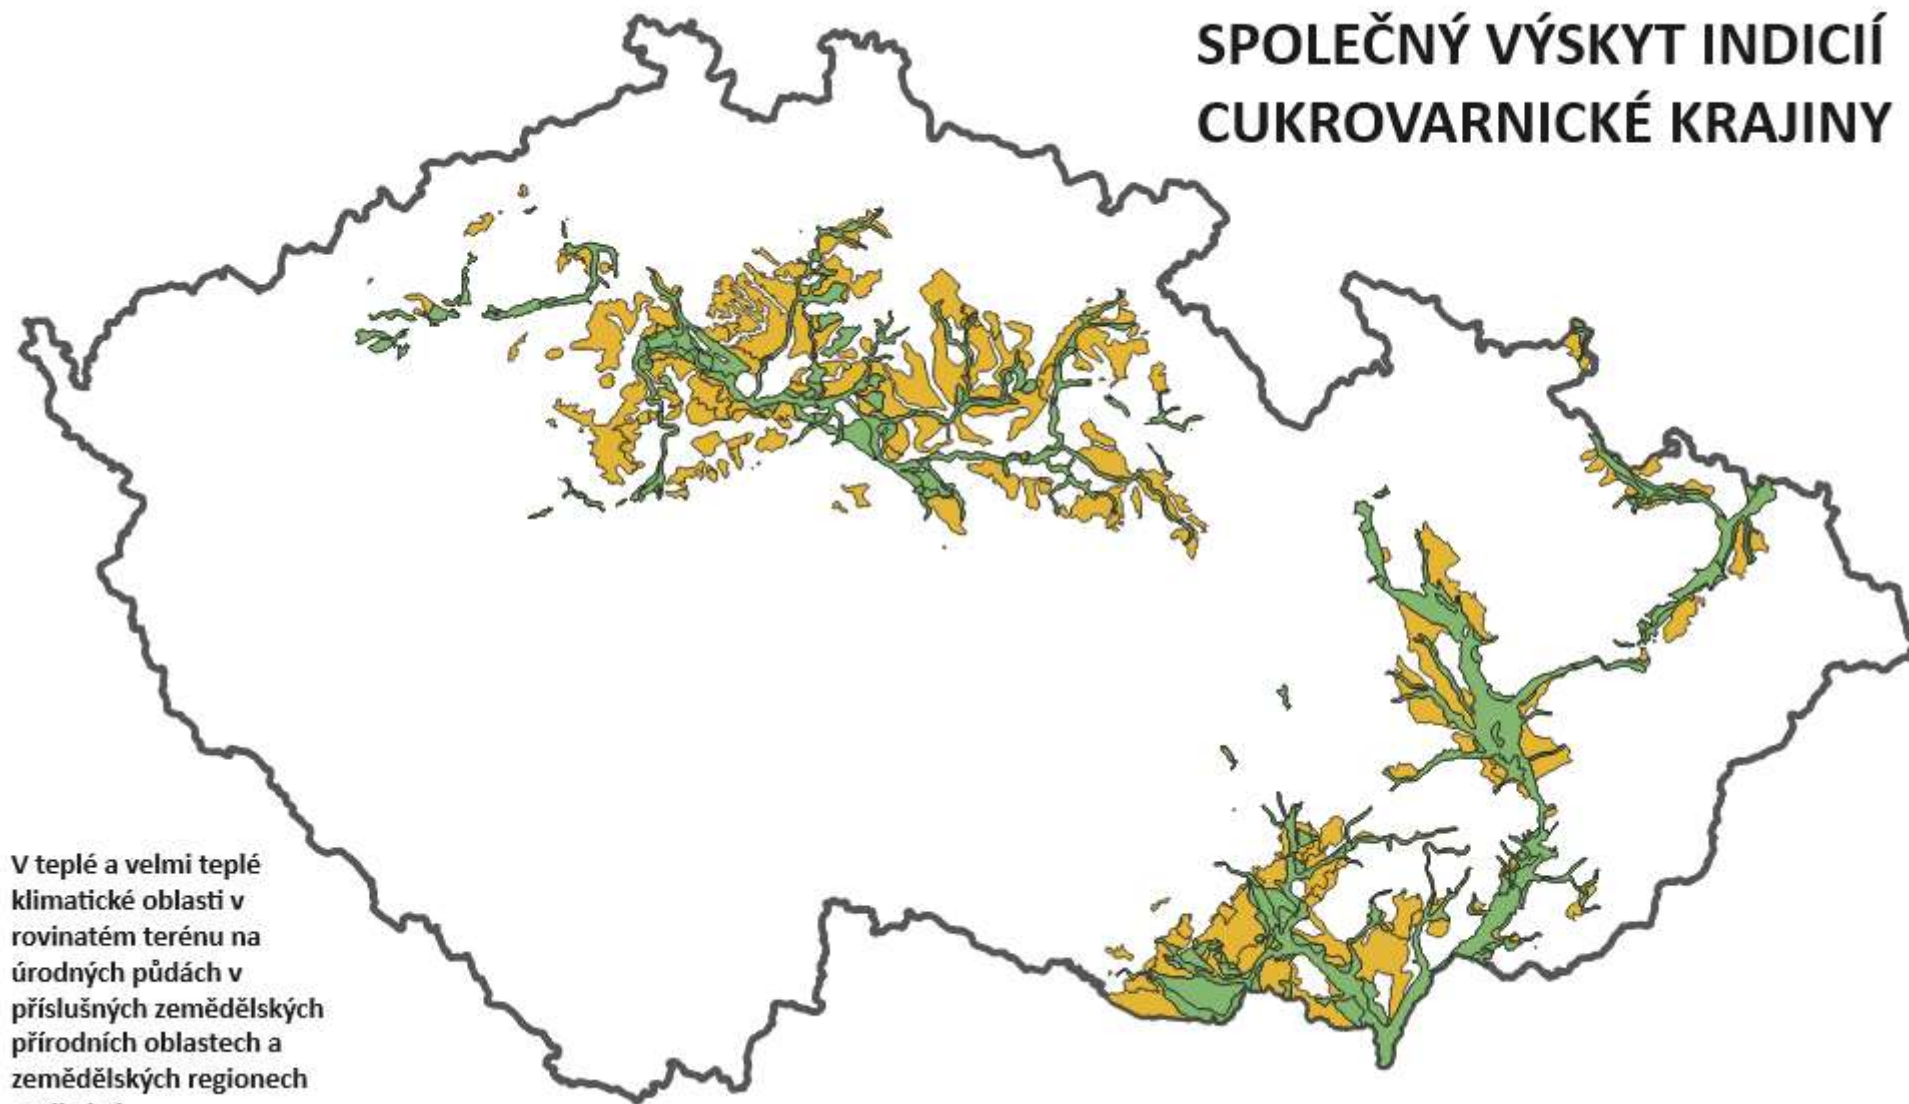 SPOLEČNÝ VÝSKYT INDICIÍ
CUKROVARNICKÉ KRAJINY
V teplé a velmi teplé
klimatické oblasti v
rovinatém terénu na
úrodných půdách v
příslušných zemědělských
přírodních oblastech a
zemědělských regionech